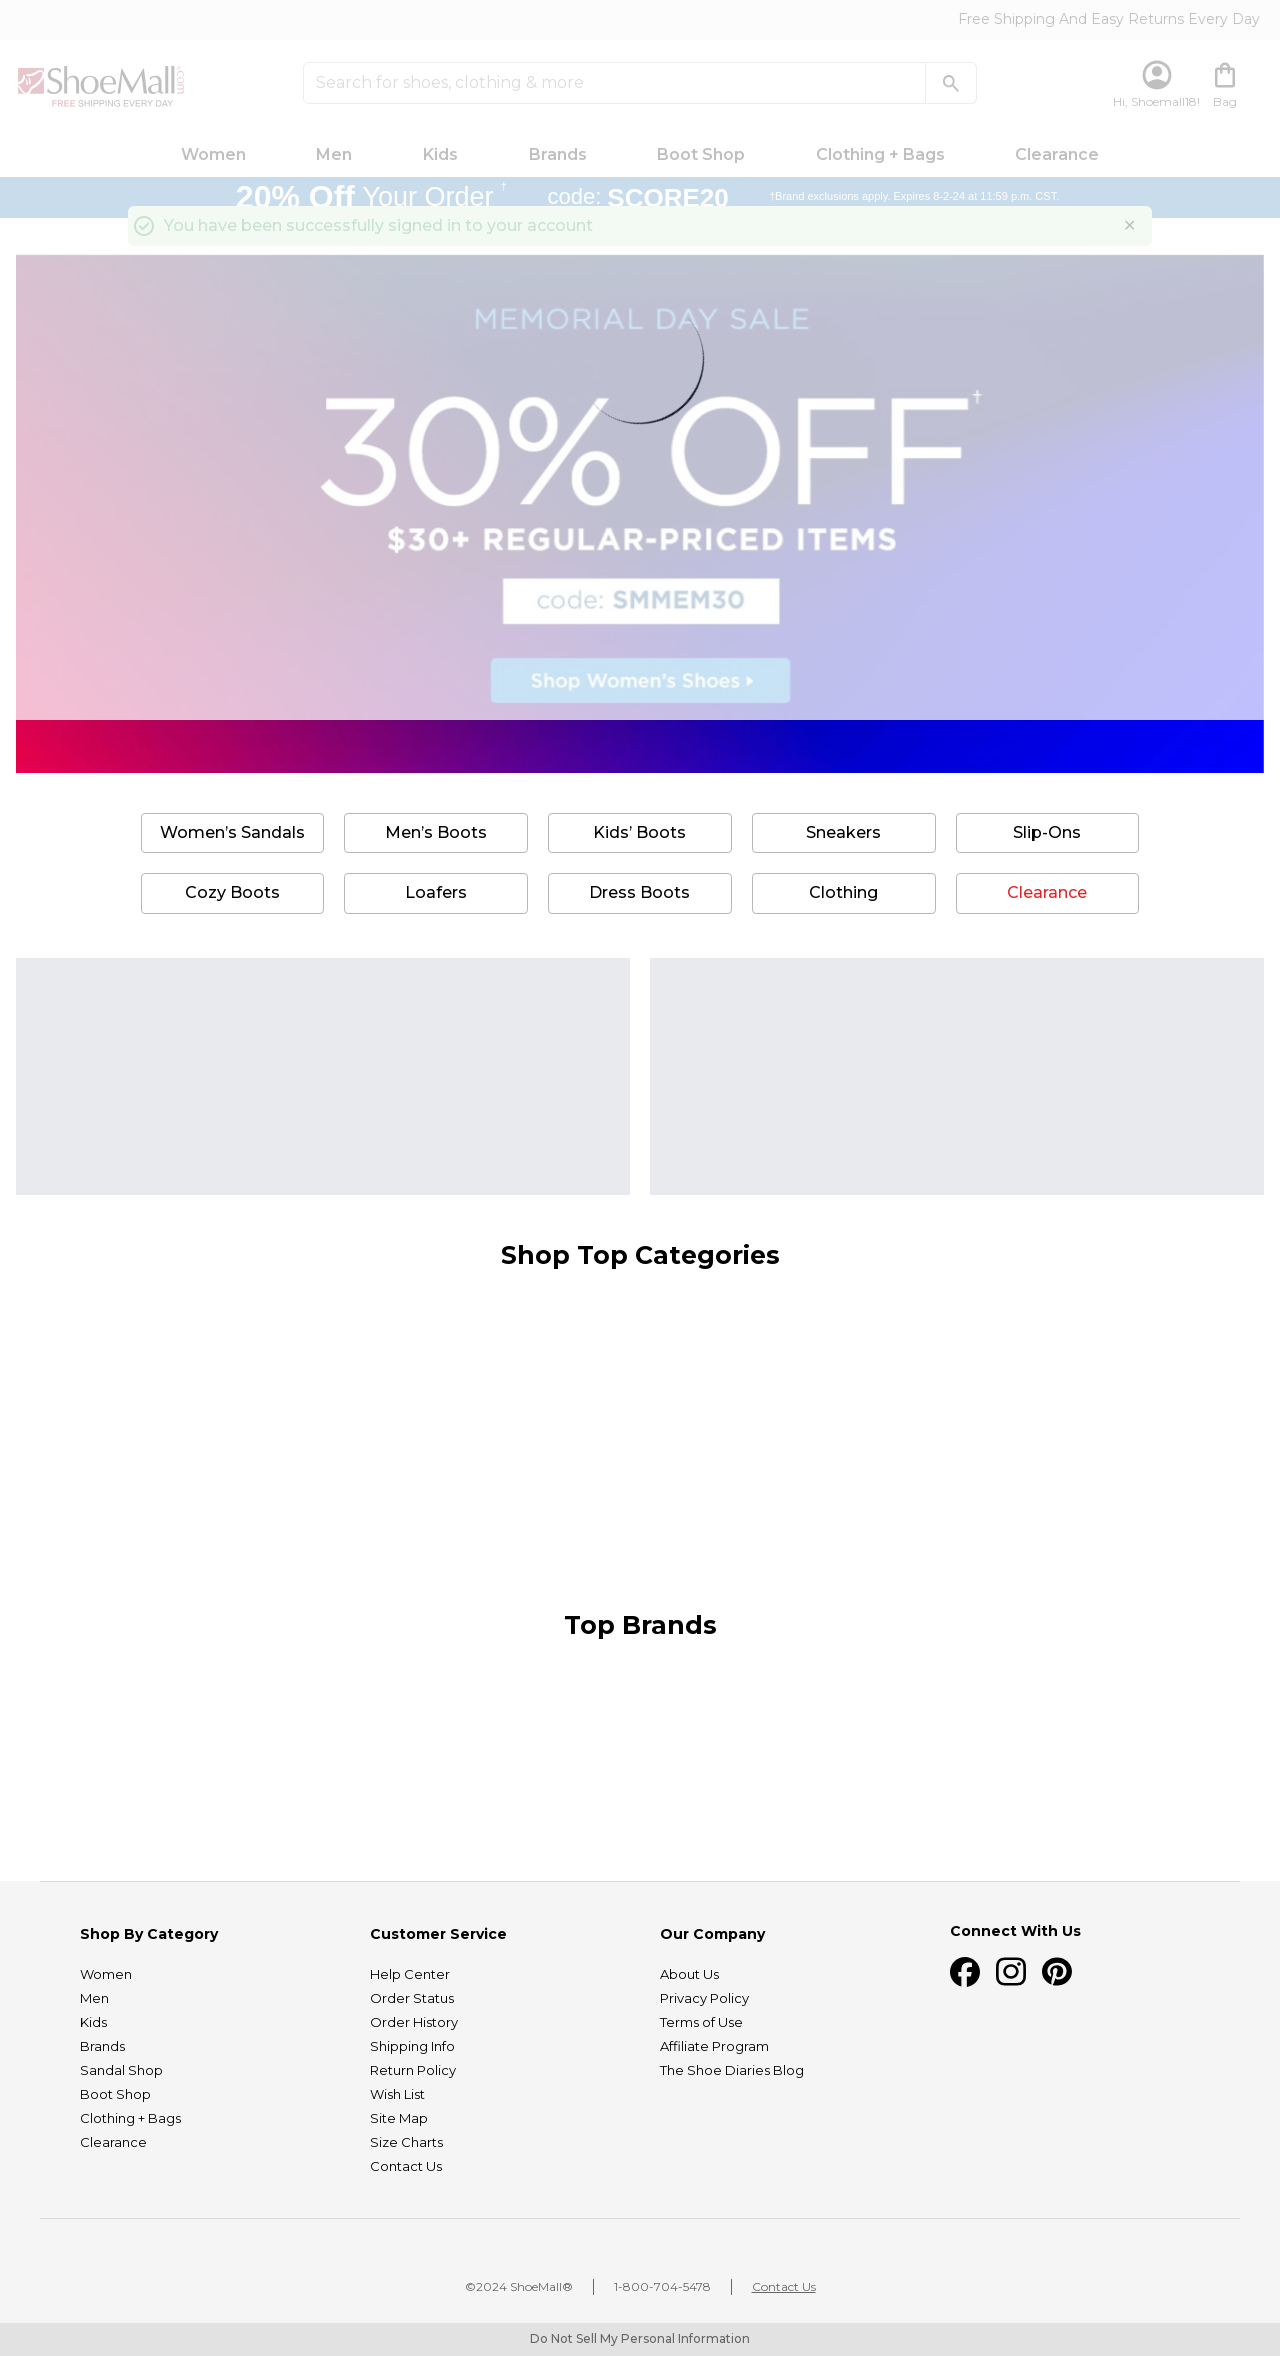 Free Shipping And Easy Returns Every Day
ShoeMall.com
FREE SHIPPING EVERY DAY
Search for shoes, clothing & more
Hi, Shoemall18!
Bag
Women Men Kids Brands Boot Shop Clothing + Bags Clearance
20% Off Your Order † code: SCORE20 †Brand exclusions apply. Expires 8-2-24 at 11:59 p.m. CST.
You have been successfully signed in to your account
MEMORIAL DAY SALE
30% OFF†
$30+ REGULAR-PRICED ITEMS
code: SMMEM30
Shop Women's Shoes
Women’s Sandals Men’s Boots Kids’ Boots Sneakers Slip-Ons
Cozy Boots Loafers Dress Boots Clothing Clearance
Shop Top Categories
Top Brands
Shop By Category
Women
Men
Kids
Brands
Sandal Shop
Boot Shop
Clothing + Bags
Clearance
Customer Service
Help Center
Order Status
Order History
Shipping Info
Return Policy
Wish List
Site Map
Size Charts
Contact Us
Our Company
About Us
Privacy Policy
Terms of Use
Affiliate Program
The Shoe Diaries Blog
Connect With Us
©2024 ShoeMall® | 1-800-704-5478 | Contact Us
Do Not Sell My Personal Information